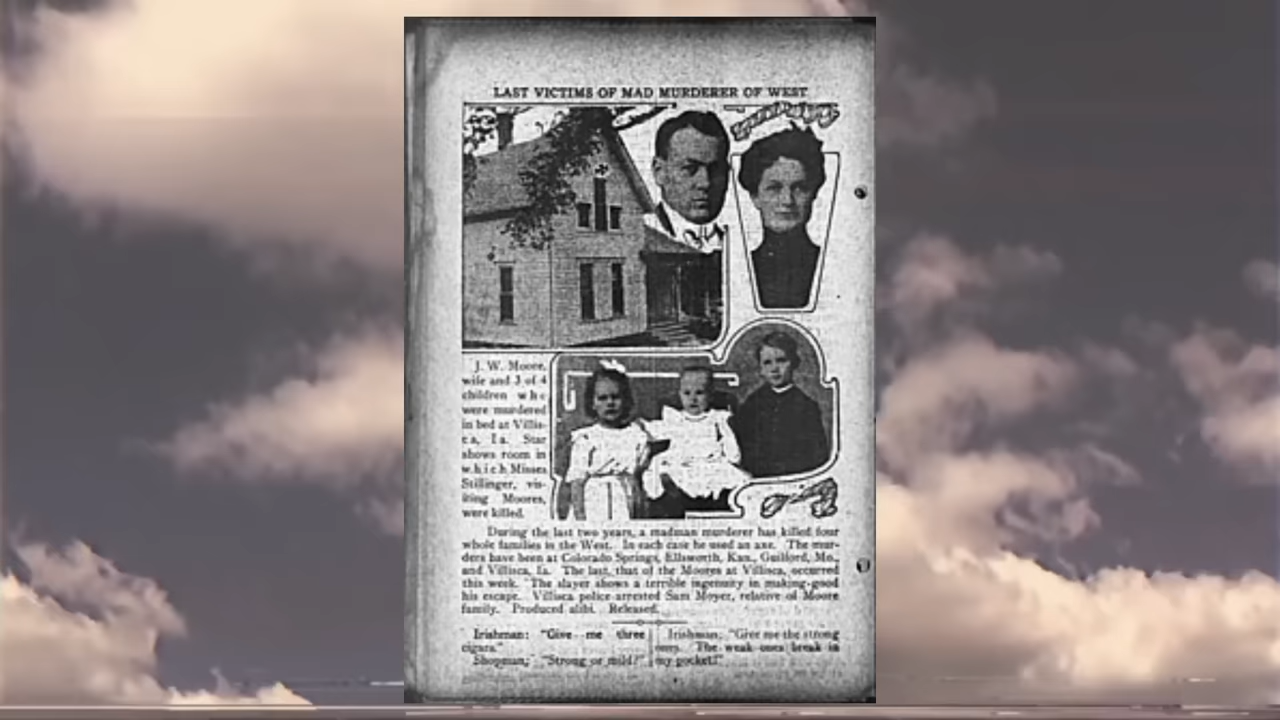 LAST VICTIMS OF MAD MURDERER OF WEST
J. W. Moore,
wife and 3 of 4
children who
were murdered
in bed at Villis-
ca, Ia. Star
shows room in
which Misses
Stillinger, vis-
iting Moores,
were killed.
During the last two years, a madman murderer has killed four
whole families in the West. In each case he used an axe. The mur-
ders have been at Colorado Springs, Ellsworth, Kan., Guilford, Mo.,
and Villisca, Ia. The last, that of the Moores at Villisca, occurred
this week. The slayer shows a terrible ingenuity in making good
his escape. Villisca police arrested Sam Moyer, relative of Moore
family. Produced alibi. Released.
Irishman: "Give me three
cigars."
Shopman: "Strong or mild?"
Irishman: "Give me the strong
ones. The weak ones break in
my pocket!"